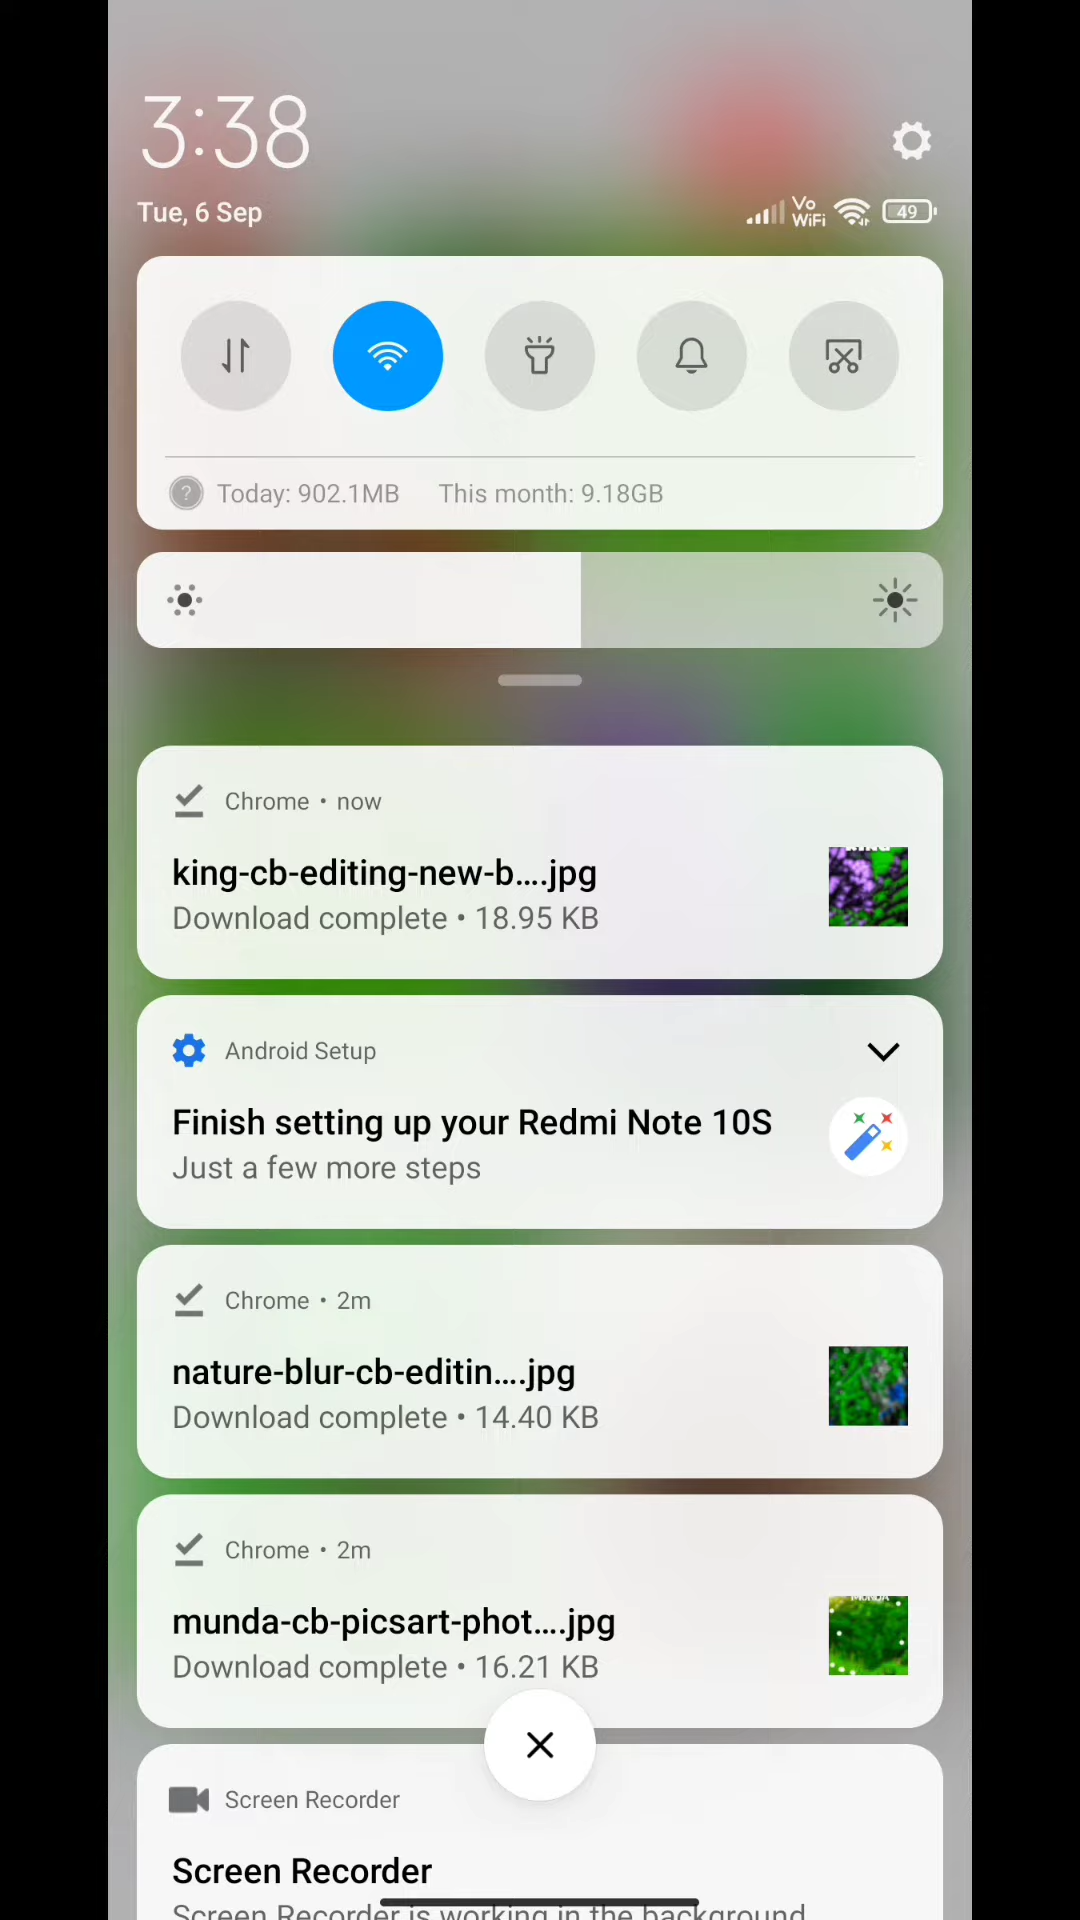 3:38
Tue, 6 Sep
Vo
WiFi
49
? Today: 902.1MB This month: 9.18GB
Chrome • now
king-cb-editing-new-b....jpg
Download complete • 18.95 KB
Android Setup
Finish setting up your Redmi Note 10S
Just a few more steps
Chrome • 2m
nature-blur-cb-editin....jpg
Download complete • 14.40 KB
Chrome • 2m
munda-cb-picsart-phot....jpg
MUNDA
Download complete • 16.21 KB
Screen Recorder
Screen Recorder
Screen Recorder is working in the background